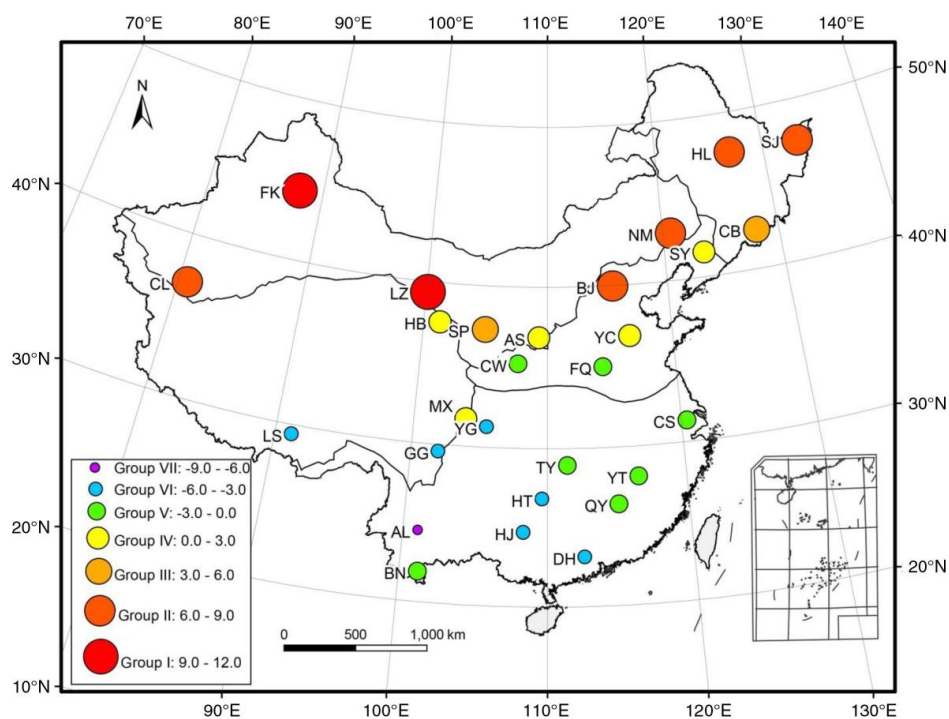 70°E 80°E 90°E 100°E 110°E 120°E 130°E 140°E
50°N
N
SJ
HL
40°N
FK
CB
40°N
NM
SY
CL
BJ
LZ
HB
SP
AS
YC
30°N
CW
FQ
30°N
MX
CS
YG
LS
GG
TY
YT
Group VII: -9.0 - -6.0
Group VI: -6.0 - -3.0
Group V: -3.0 - 0.0
Group IV: 0.0 - 3.0
Group III: 3.0 - 6.0
Group II: 6.0 - 9.0
Group I: 9.0 - 12.0
HT
QY
20°N
AL
HJ
DH
BN
20°N
0 500 1,000 km
10°N
90°E 100°E 110°E 120°E 130°E